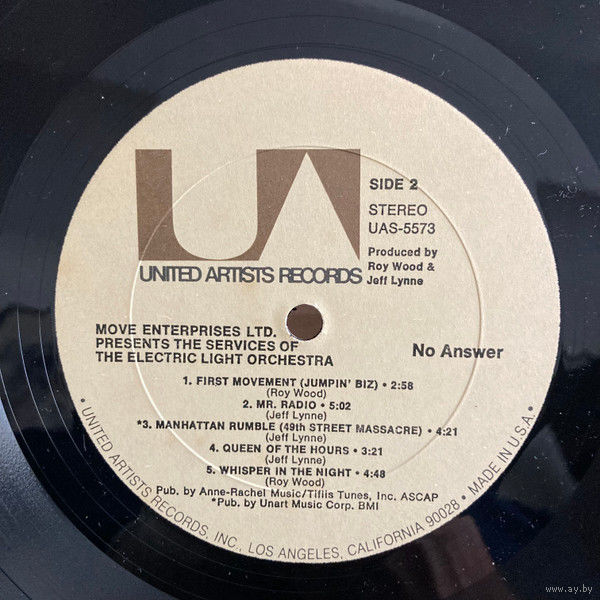 UA
SIDE 2
STEREO
UAS-5573
Produced by
Roy Wood &
Jeff Lynne
UNITED ARTISTS RECORDS
MOVE ENTERPRISES LTD.
PRESENTS THE SERVICES OF
THE ELECTRIC LIGHT ORCHESTRA
No Answer
1. FIRST MOVEMENT (JUMPIN' BIZ) • 2:58
(Roy Wood)
2. MR. RADIO • 5:02
(Jeff Lynne)
*3. MANHATTAN RUMBLE (49th STREET MASSACRE) • 4:21
(Jeff Lynne)
4. QUEEN OF THE HOURS • 3:21
(Jeff Lynne)
5. WHISPER IN THE NIGHT • 4:48
(Roy Wood)
Pub. by Anne-Rachel Music/Tiflis Tunes, Inc. ASCAP
*Pub. by Unart Music Corp. BMI
• UNITED ARTISTS RECORDS, INC., LOS ANGELES, CALIFORNIA 90028 • MADE IN U.S.A. •
www.ay.by